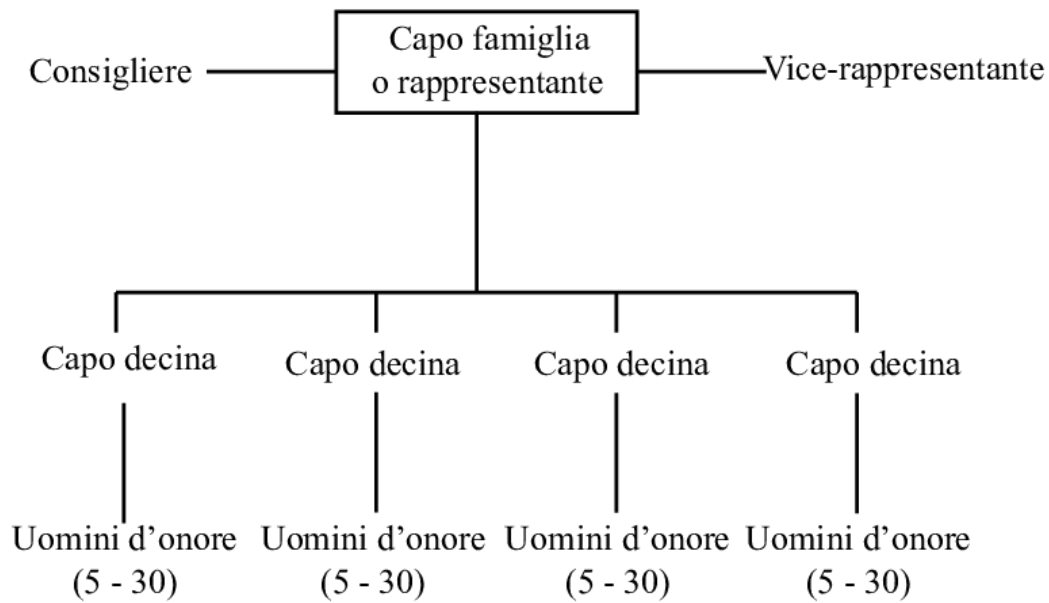 Capo famiglia
o rappresentante
Consigliere
Vice-rappresentante
Capo decina
Capo decina
Capo decina
Capo decina
Uomini d’onore
(5 - 30)
Uomini d’onore
(5 - 30)
Uomini d’onore
(5 - 30)
Uomini d’onore
(5 - 30)